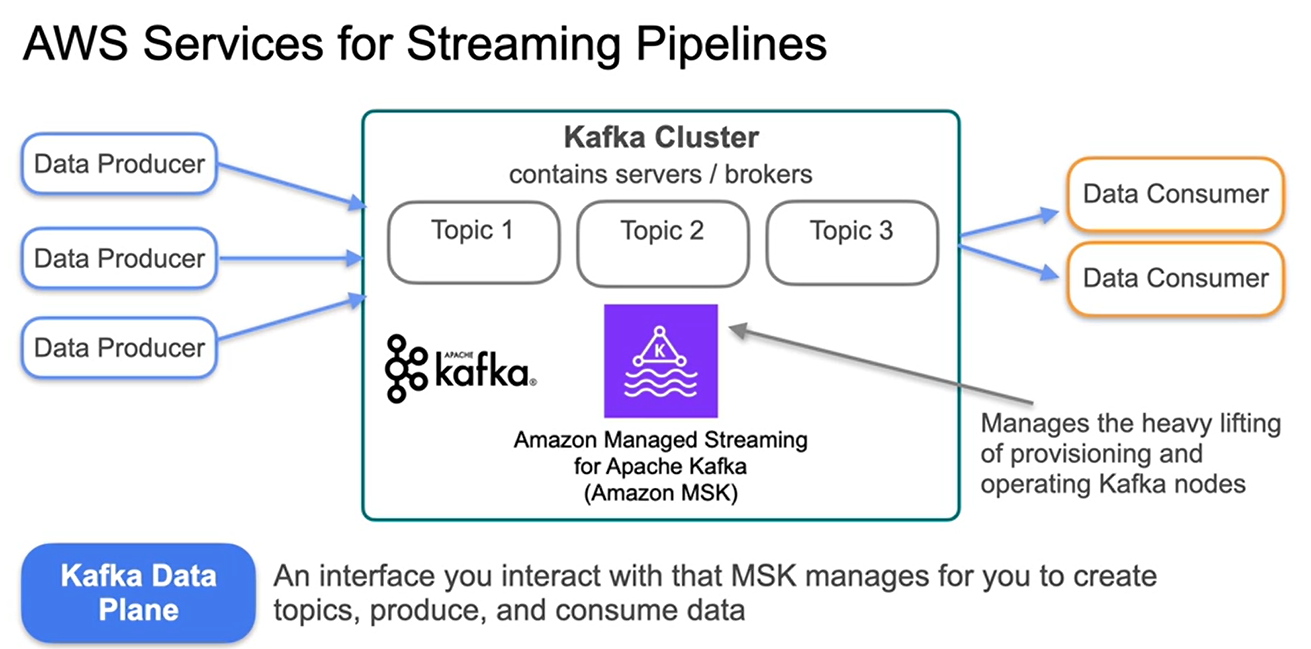 AWS Services for Streaming Pipelines
Data Producer
Data Producer
Data Producer
Kafka Cluster
contains servers / brokers
Topic 1
Topic 2
Topic 3
APACHE
kafka®
K
Amazon Managed Streaming
for Apache Kafka
(Amazon MSK)
Data Consumer
Data Consumer
Manages the heavy lifting
of provisioning and
operating Kafka nodes
Kafka Data
Plane
An interface you interact with that MSK manages for you to create
topics, produce, and consume data